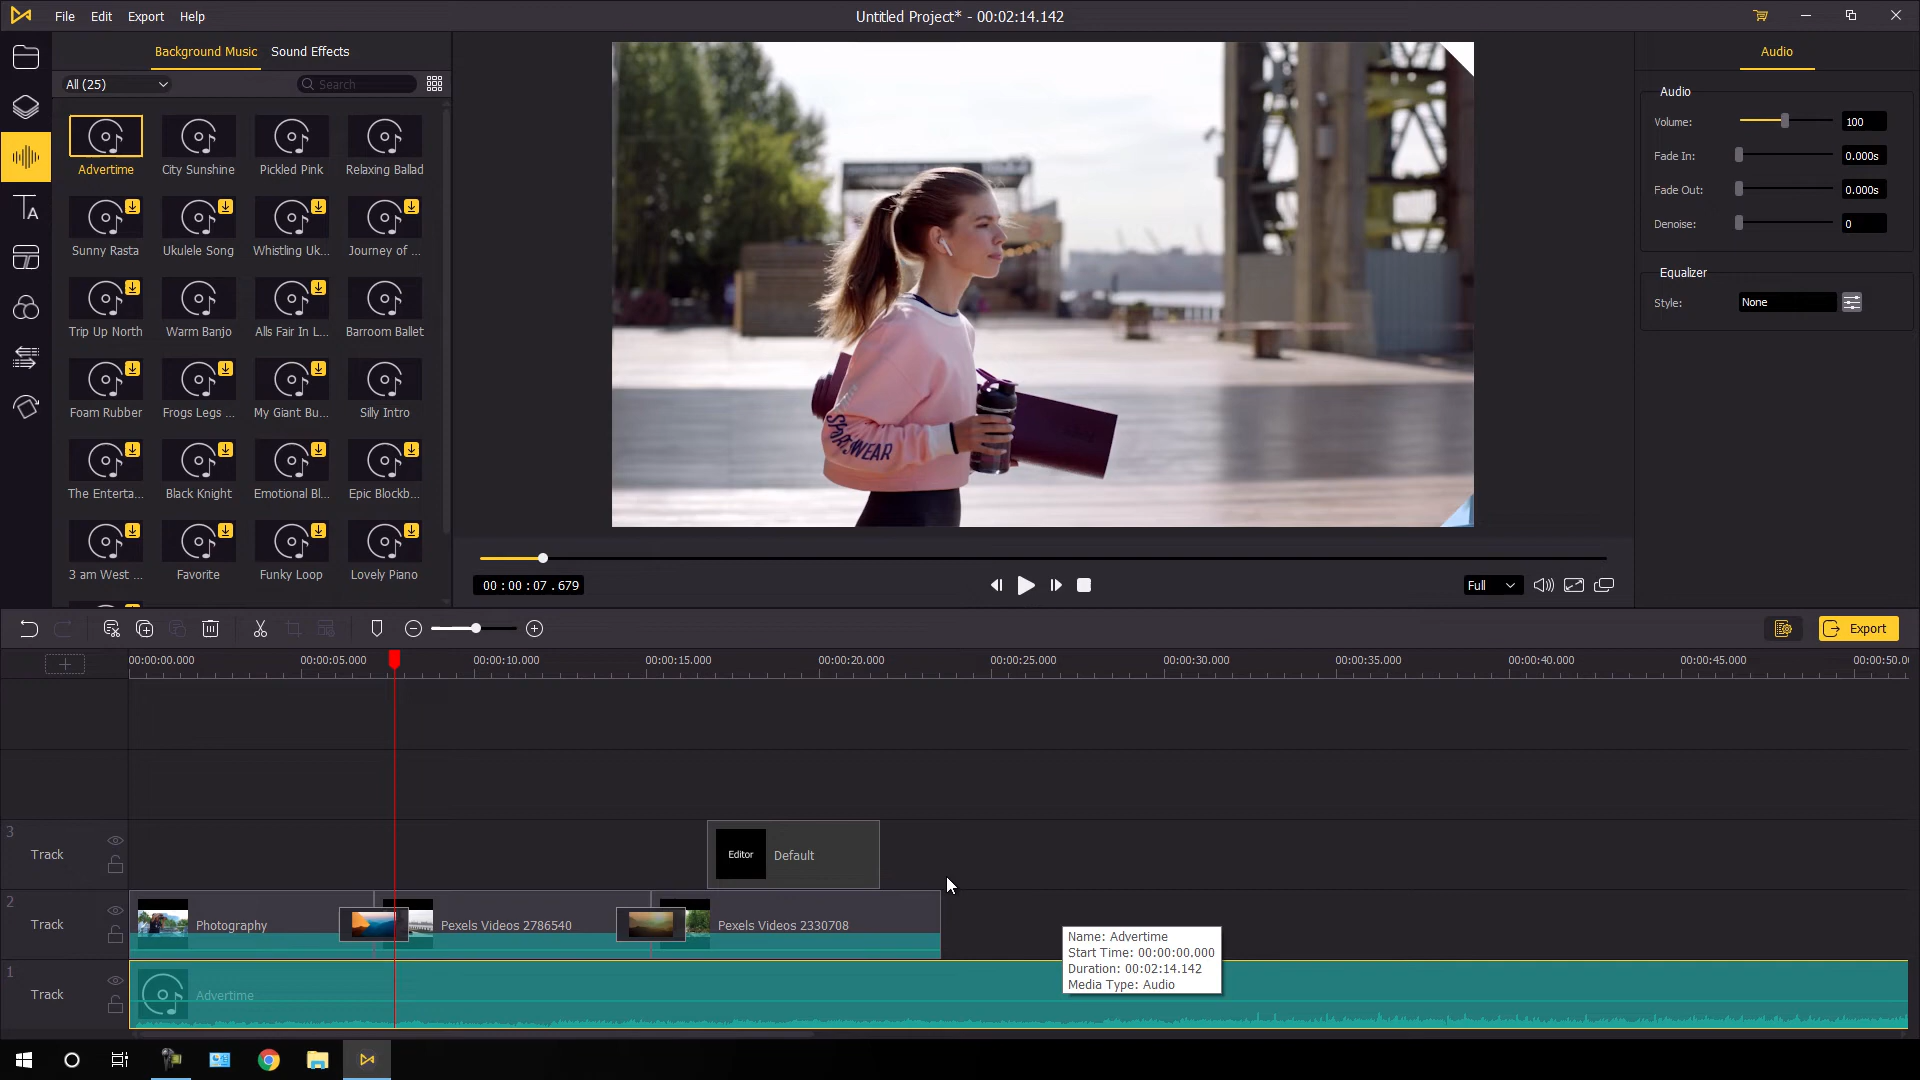 File Edit Export Help
Untitled Project* - 00:02:14.142
Background Music Sound Effects
All (25) Search
Advertime City Sunshine Pickled Pink Relaxing Ballad
Sunny Rasta Ukulele Song Whistling Uk... Journey of ...
Trip Up North Warm Banjo Alls Fair In L... Barroom Ballet
Foam Rubber Frogs Legs ... My Giant Bu... Silly Intro
The Enterta... Black Knight Emotional Bl... Epic Blockb...
3 am West ... Favorite Funky Loop Lovely Piano
SPORTWEAR
Audio
Audio
Volume: 100
Fade In: 0.000s
Fade Out: 0.000s
Denoise: 0
Equalizer
Style: None
00:00:07.679
Full
Export
00:00:00.000 00:00:05.000 00:00:10.000 00:00:15.000 00:00:20.000 00:00:25.000 00:00:30.000 00:00:35.000 00:00:40.000 00:00:45.000 00:00:50.0
3
Track
Editor Default
2
Track
Photography Pexels Videos 2786540 Pexels Videos 2330708
1
Track
Advertime
Name: Advertime
Start Time: 00:00:00.000
Duration: 00:02:14.142
Media Type: Audio